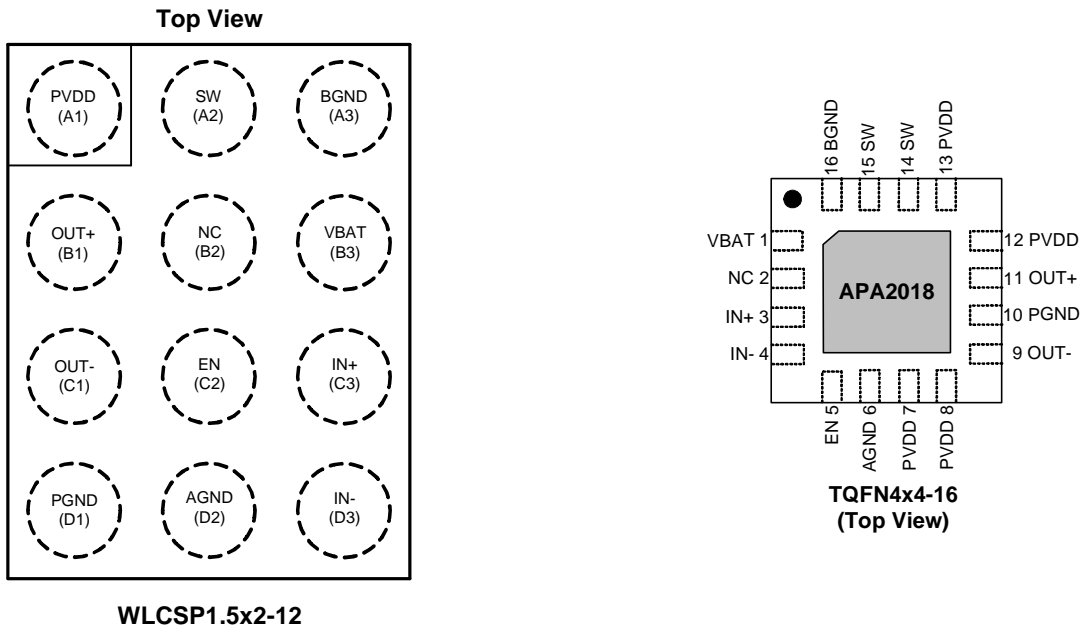 Top View
PVDD
(A1)
SW
(A2)
BGND
(A3)
OUT+
(B1)
NC
(B2)
VBAT
(B3)
OUT-
(C1)
EN
(C2)
IN+
(C3)
PGND
(D1)
AGND
(D2)
IN-
(D3)
WLCSP1.5x2-12
16 BGND
15 SW
14 SW
13 PVDD
VBAT 1
NC 2
IN+ 3
IN- 4
APA2018
12 PVDD
11 OUT+
10 PGND
9 OUT-
EN 5
AGND 6
PVDD 7
PVDD 8
TQFN4x4-16
(Top View)